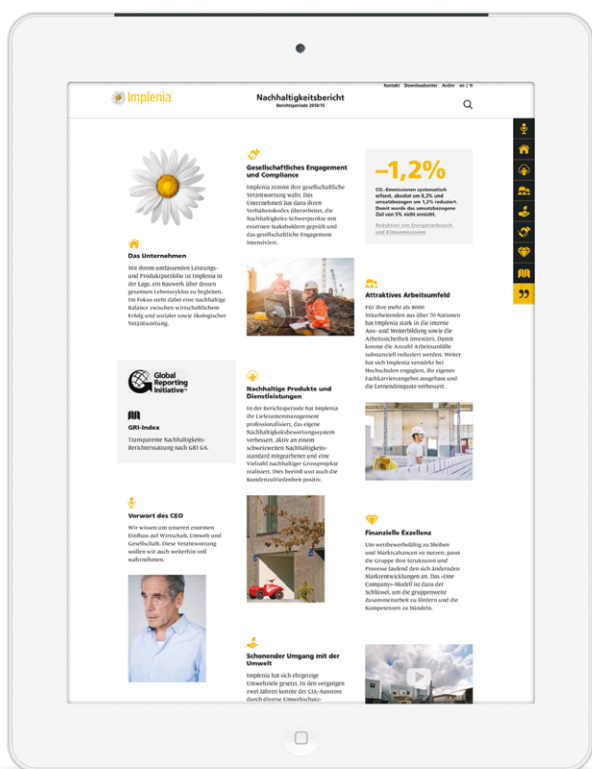 Kontakt Downloadcenter Archiv en | fr
Implenia
Nachhaltigkeitsbericht
Berichtsperiode 2014/15
Das Unternehmen
Mit ihrem umfassenden Leistungs-
und Produktportfolio ist Implenia in
der Lage, ein Bauwerk über dessen
gesamten Lebenszyklus zu begleiten.
Im Fokus steht dabei eine nachhaltige
Balance zwischen wirtschaftlichem
Erfolg und sozialer sowie ökologischer
Verantwortung.
Global
Reporting
Initiative™
GRI-Index
Transparente Nachhaltigkeits-
Berichterstattung nach GRI G4.
Vorwort des CEO
Wir wissen um unseren enormen
Einfluss auf Wirtschaft, Umwelt und
Gesellschaft. Diese Verantwortung
wollen wir auch weiterhin voll
wahrnehmen.
Gesellschaftliches Engagement
und Compliance
Implenia nimmt ihre gesellschaftliche
Verantwortung wahr. Das
Unternehmen hat dazu ihren
Verhaltenskodex überarbeitet, die
Nachhaltigkeits-Schwerpunkte mit
externen Stakeholdern geprüft und
das gesellschaftliche Engagement
intensiviert.
Nachhaltige Produkte und
Dienstleistungen
In der Berichtsperiode hat Implenia
ihr Lieferantenmanagement
professionalisiert, das eigene
Nachhaltigkeitsbewertungssystem
verbessert, aktiv an einem
schweizweiten Nachhaltigkeits-
standard mitgearbeitet und eine
Vielzahl nachhaltiger Grossprojekte
realisiert. Dies beeinflusst auch die
Kundenzufriedenheit positiv.
Schonender Umgang mit der
Umwelt
Implenia hat sich ehrgeizige
Umweltziele gesetzt. In den vergangen
zwei Jahren konnte der CO₂-Ausstoss
durch diverse Umweltschutz-
–1,2%
CO₂-Emmissionen systematisch
erfasst, absolut um 8,2% und
umsatzbezogen um 1,2% reduziert.
Damit wurde das umsatzbezogene
Ziel von 5% nicht erreicht.
Reduktion von Energieverbrauch
und Klimaemissionen
Attraktives Arbeitsumfeld
Für ihre mehr als 8000
Mitarbeitenden aus über 70 Nationen
hat Implenia stark in die interne
Aus- und Weiterbildung sowie die
Arbeitssicherheit investiert. Damit
konnte die Anzahl Arbeitsunfälle
substanziell reduziert werden. Weiter
hat sich Implenia verstärkt bei
Hochschulen engagiert, ihr eigenes
Fachkarrierenangebot ausgebaut und
die Lernendenquote verbessert.
Finanzielle Exzellenz
Um wettbewerbsfähig zu bleiben
und Marktchancen zu nutzen, passt
die Gruppe ihre Strukturen und
Prozesse laufend den sich ändernden
Marktentwicklungen an. Das «One
Company»-Modell ist dazu der
Schlüssel, um die gruppenweite
Zusammenarbeit zu fördern und die
Kompetenzen zu bündeln.